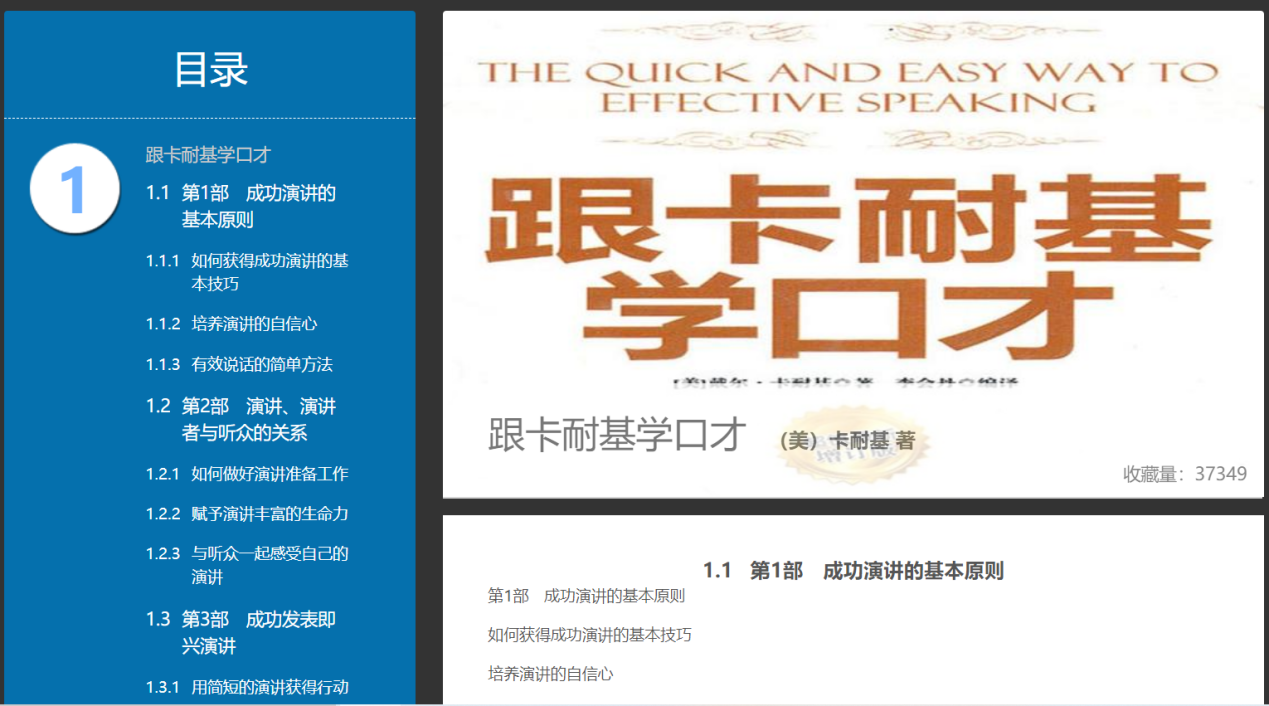 目录
1
跟卡耐基学口才
1.1 第1部 成功演讲的
基本原则
1.1.1 如何获得成功演讲的基
本技巧
1.1.2 培养演讲的自信心
1.1.3 有效说话的简单方法
1.2 第2部 演讲、演讲
者与听众的关系
1.2.1 如何做好演讲准备工作
1.2.2 赋予演讲丰富的生命力
1.2.3 与听众一起感受自己的
演讲
1.3 第3部 成功发表即
兴演讲
1.3.1 用简短的演讲获得行动
THE QUICK AND EASY WAY TO
EFFECTIVE SPEAKING
跟卡耐基
学口才
跟卡耐基学口才 (美) 卡耐基 著
收藏量：37349
1.1 第1部 成功演讲的基本原则
第1部 成功演讲的基本原则
如何获得成功演讲的基本技巧
培养演讲的自信心